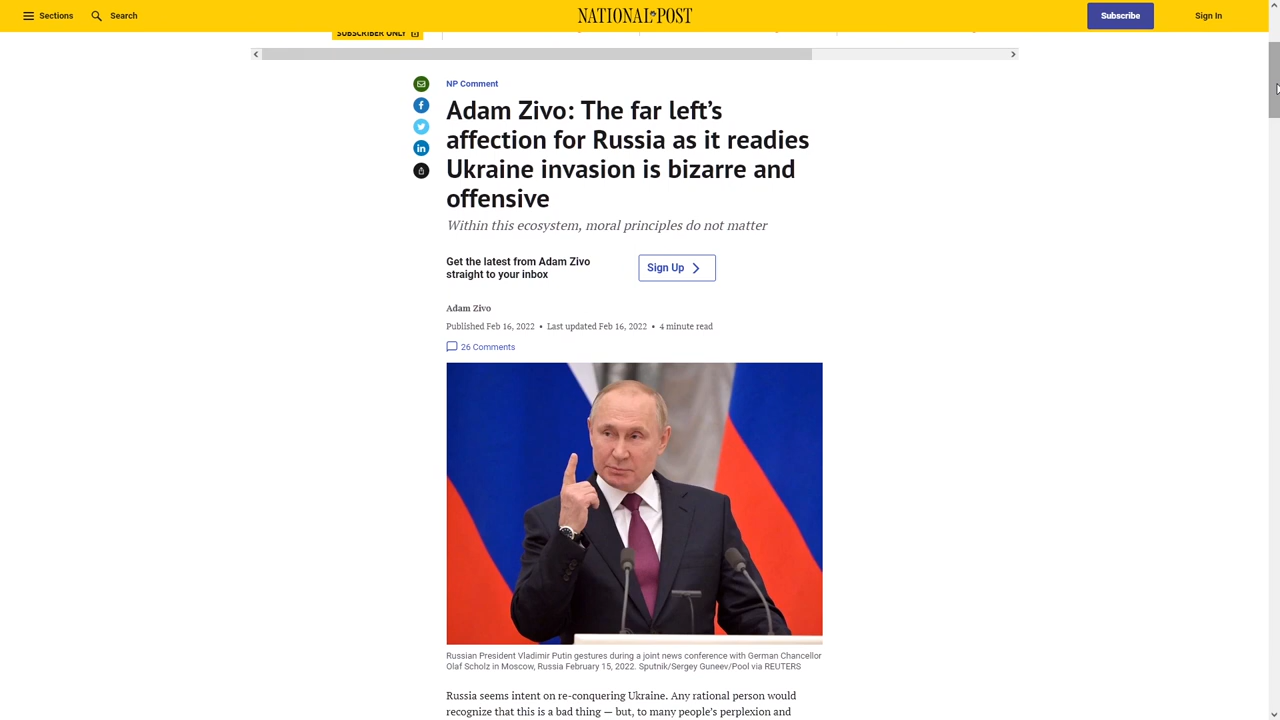 Sections
Search
NATIONAL POST
Subscribe
Sign In
SUBSCRIBER ONLY
NP Comment
Adam Zivo: The far left’s
affection for Russia as it readies
Ukraine invasion is bizarre and
offensive
Within this ecosystem, moral principles do not matter
Get the latest from Adam Zivo
straight to your inbox
Sign Up
Adam Zivo
Published Feb 16, 2022 • Last updated Feb 16, 2022 • 4 minute read
26 Comments
Russian President Vladimir Putin gestures during a joint news conference with German Chancellor
Olaf Scholz in Moscow, Russia February 15, 2022. Sputnik/Sergey Guneev/Pool via REUTERS
Russia seems intent on re-conquering Ukraine. Any rational person would
recognize that this is a bad thing — but, to many people’s perplexion and